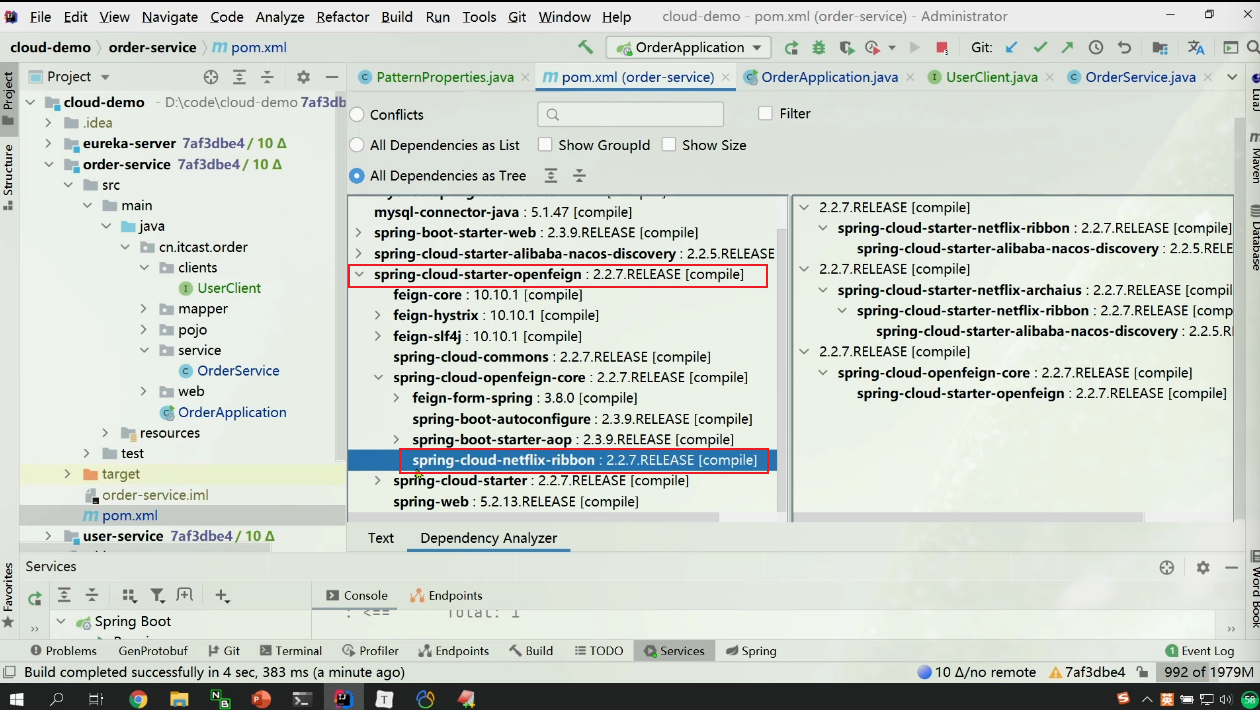 File Edit View Navigate Code Analyze Refactor Build Run Tools Git Window Help cloud-demo - pom.xml (order-service) - Administrator
cloud-demo order-service m pom.xml OrderApplication Git:
Project PatternProperties.java pom.xml (order-service) OrderApplication.java UserClient.java OrderService.java
cloud-demo - D:\code\cloud-demo 7af3db
.idea
eureka-server 7af3dbe4 / 10 Δ
order-service 7af3dbe4 / 10 Δ
src
main
java
cn.itcast.order
clients
UserClient
mapper
pojo
service
OrderService
web
OrderApplication
resources
test
target
order-service.iml
pom.xml
user-service 7af3dbe4 / 10 Δ
Conflicts
Filter
All Dependencies as List Show GroupId Show Size
All Dependencies as Tree
mysql-connector-java : 5.1.47 [compile]
spring-boot-starter-web : 2.3.9.RELEASE [compile]
spring-cloud-starter-alibaba-nacos-discovery : 2.2.5.RELEASE
spring-cloud-starter-openfeign : 2.2.7.RELEASE [compile]
feign-core : 10.10.1 [compile]
feign-hystrix : 10.10.1 [compile]
feign-slf4j : 10.10.1 [compile]
spring-cloud-commons : 2.2.7.RELEASE [compile]
spring-cloud-openfeign-core : 2.2.7.RELEASE [compile]
feign-form-spring : 3.8.0 [compile]
spring-boot-autoconfigure : 2.3.9.RELEASE [compile]
spring-boot-starter-aop : 2.3.9.RELEASE [compile]
spring-cloud-netflix-ribbon : 2.2.7.RELEASE [compile]
spring-cloud-starter : 2.2.7.RELEASE [compile]
spring-web : 5.2.13.RELEASE [compile]
2.2.7.RELEASE [compile]
spring-cloud-starter-netflix-ribbon : 2.2.7.RELEASE [compile]
spring-cloud-starter-alibaba-nacos-discovery : 2.2.5.RELE
2.2.7.RELEASE [compile]
spring-cloud-starter-netflix-archaius : 2.2.7.RELEASE [compil
spring-cloud-starter-netflix-ribbon : 2.2.7.RELEASE [comp
spring-cloud-starter-alibaba-nacos-discovery : 2.2.5.R
2.2.7.RELEASE [compile]
spring-cloud-openfeign-core : 2.2.7.RELEASE [compile]
spring-cloud-starter-openfeign : 2.2.7.RELEASE [compile]
Text Dependency Analyzer
Services
Console Endpoints
Spring Boot
: <== Total: 1
Problems GenProtobuf Git Terminal Profiler Endpoints Build TODO Services Spring 1 Event Log
Build completed successfully in 4 sec, 383 ms (a minute ago) 10 Δ/no remote 7af3dbe4 992 of 1979M
Project
Structure
Favorites
LuaJ
Maven
Database
Word Book
英
58